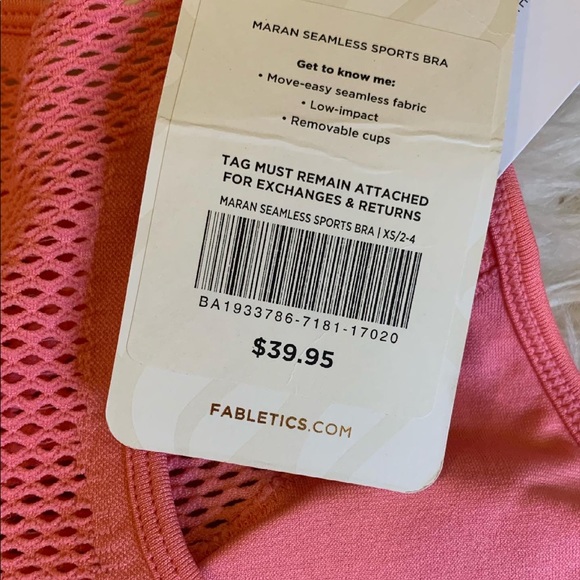 MARAN SEAMLESS SPORTS BRA
Get to know me:
• Move-easy seamless fabric
• Low-impact
• Removable cups
TAG MUST REMAIN ATTACHED
FOR EXCHANGES & RETURNS
MARAN SEAMLESS SPORTS BRA | XS/2-4
BA1933786-7181-17020
$39.95
FABLETICS.COM